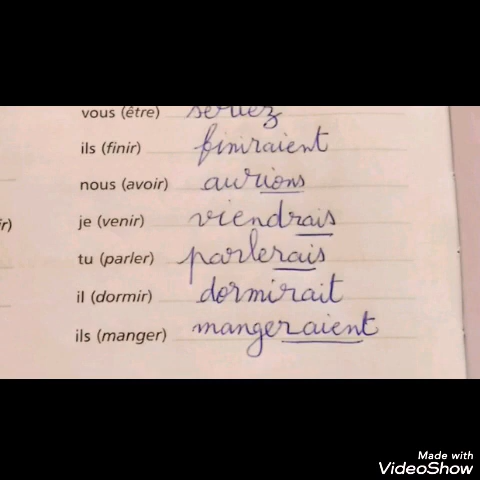 vous (être) seriez
ils (finir) finiraient
nous (avoir) aurions
ir) je (venir) viendrais
tu (parler) parlerais
il (dormir) dormirait
ils (manger) mangeraient
Made with
VideoShow